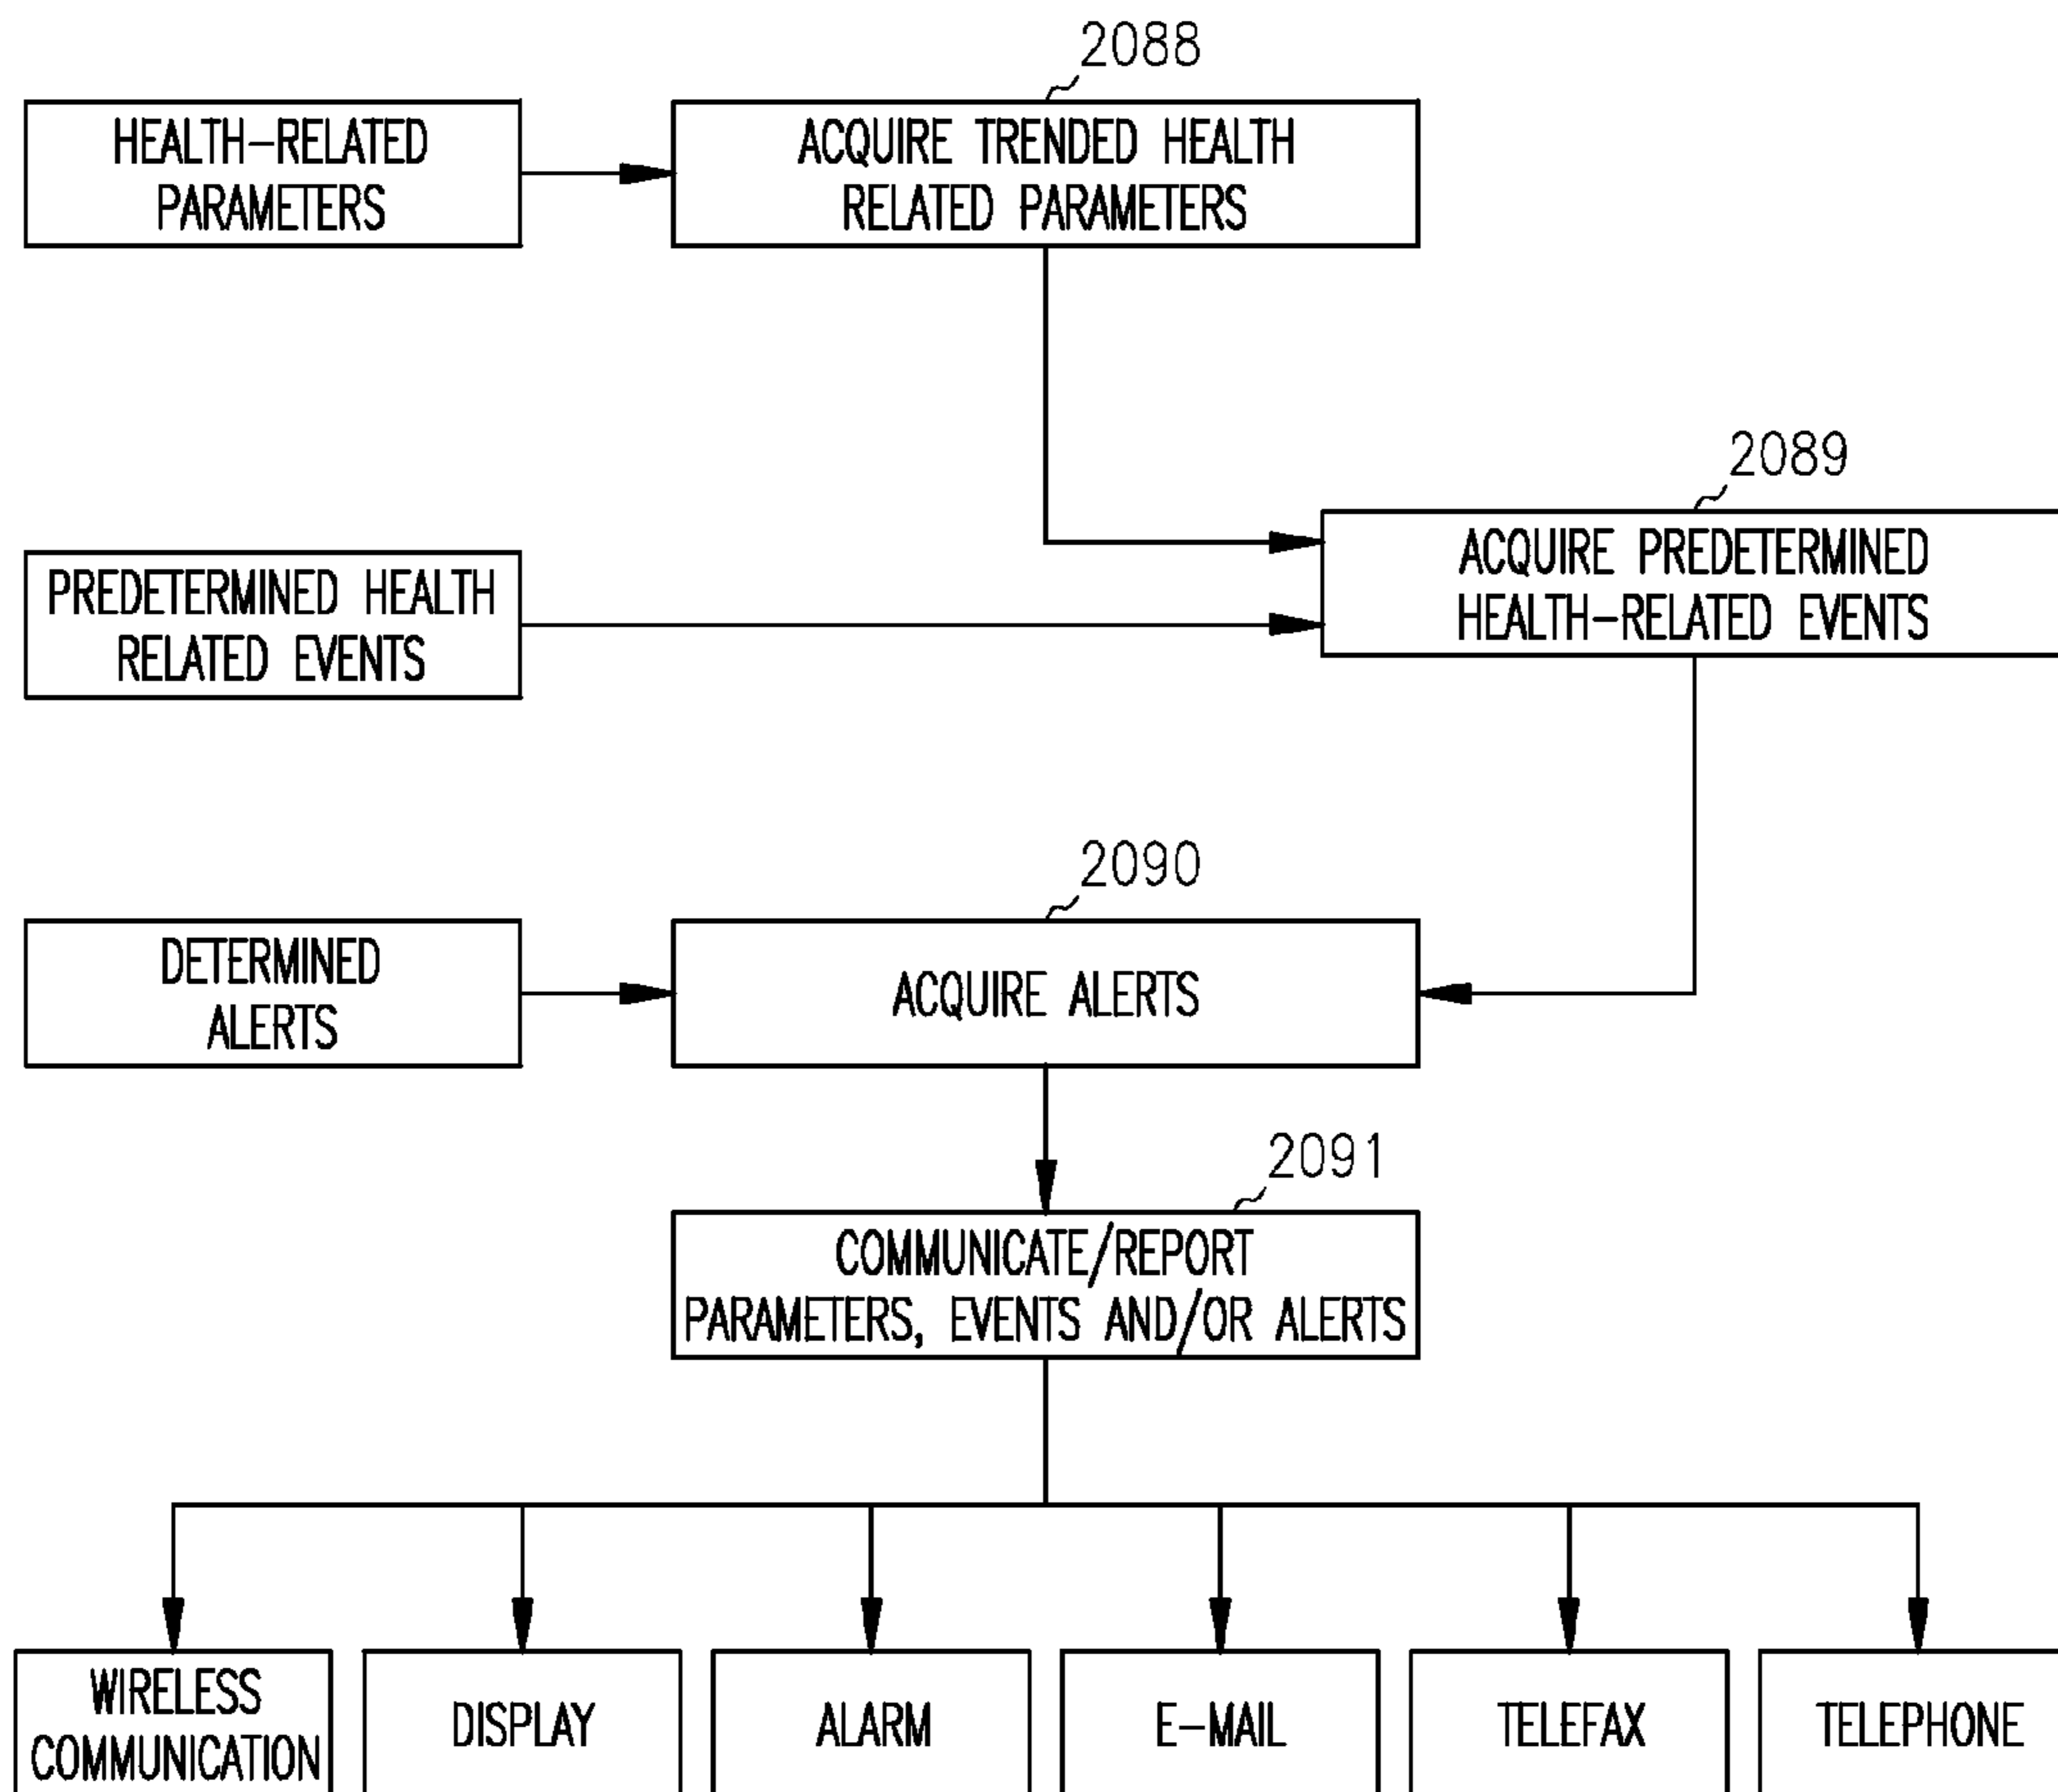 2088
HEALTH-RELATED
PARAMETERS
ACQUIRE TRENDED HEALTH
RELATED PARAMETERS
2089
PREDETERMINED HEALTH
RELATED EVENTS
ACQUIRE PREDETERMINED
HEALTH-RELATED EVENTS
2090
DETERMINED
ALERTS
ACQUIRE ALERTS
2091
COMMUNICATE/REPORT
PARAMETERS, EVENTS AND/OR ALERTS
WIRELESS
COMMUNICATION
DISPLAY
ALARM
E-MAIL
TELEFAX
TELEPHONE